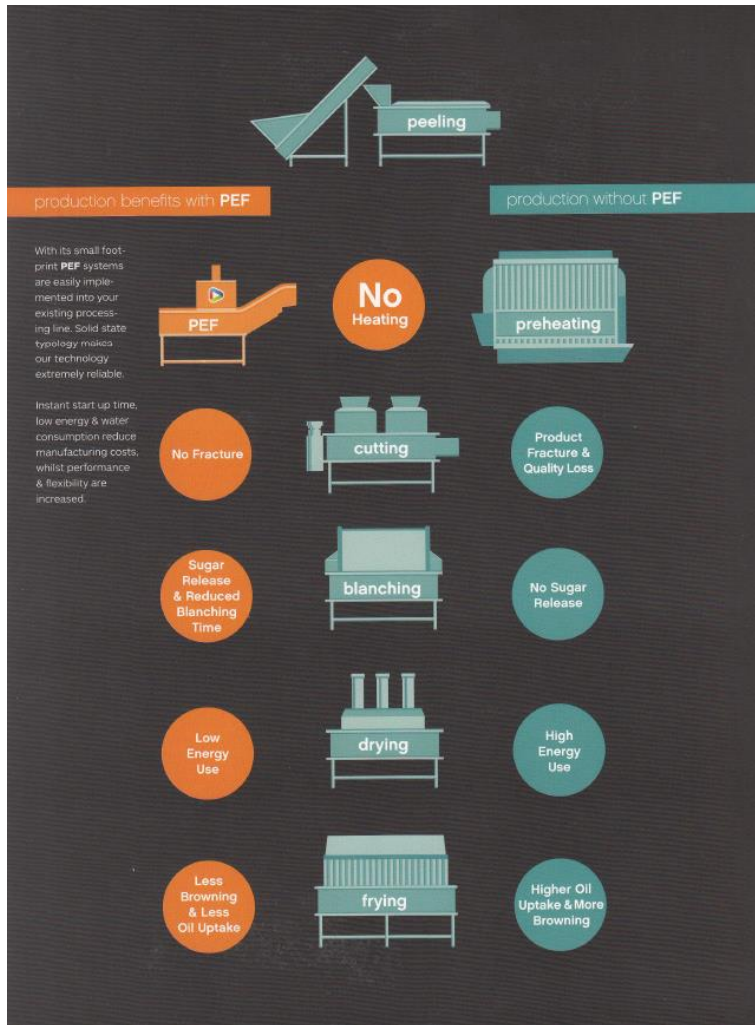 peeling
production benefits with PEF
production without PEF
With its small foot-
print PEF systems
are easily imple-
mented into your
existing process-
ing line. Solid state
typology makes
our technology
extremely reliable.
Instant start up time,
low energy & water
consumption reduce
manufacturing costs,
whilst performance
& flexibility are
increased.
PEF
No
Heating
preheating
No Fracture
cutting
Product
Fracture &
Quality Loss
Sugar
Release
& Reduced
Blanching
Time
blanching
No Sugar
Release
Low
Energy
Use
drying
High
Energy
Use
Less
Browning
& Less
Oil Uptake
frying
Higher Oil
Uptake & More
Browning